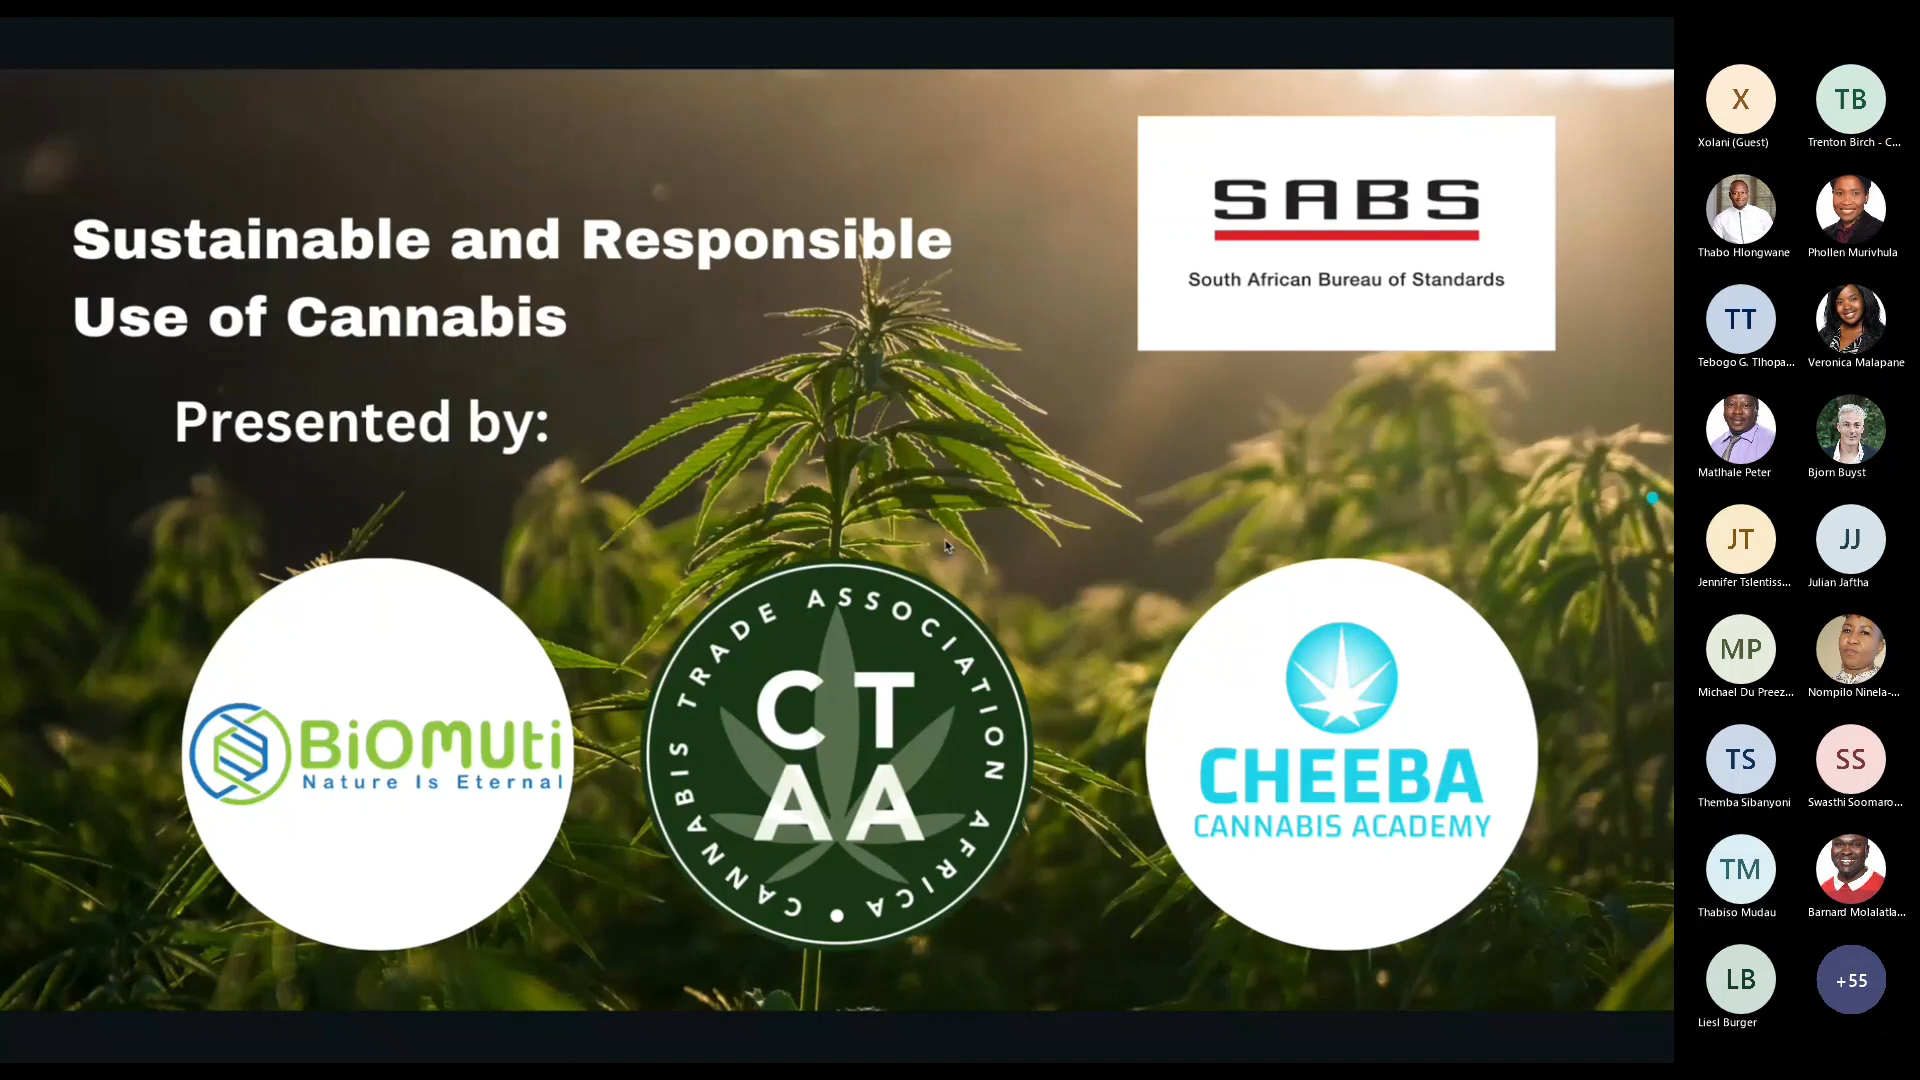 Sustainable and Responsible
Use of Cannabis
Presented by:
SABS
South African Bureau of Standards
BiOMUti
Nature Is Eternal
CANNABIS TRADE ASSOCIATION AFRICA
CT
AA
CHEEBA
CANNABIS ACADEMY
X
Xolani (Guest)
TB
Trenton Birch - C...
Thabo Hlongwane
Phollen Murivhula
TT
Tebogo G. Tlhopa...
Veronica Malapane
Matlhale Peter
Bjorn Buyst
JT
Jennifer Tslentiss...
JJ
Julian Jaftha
MP
Michael Du Preez...
Nompilo Ninela-...
TS
Themba Sibanyoni
SS
Swasthi Soomaro...
TM
Thabiso Mudau
Barnard Molalatla...
LB
Liesl Burger
+55